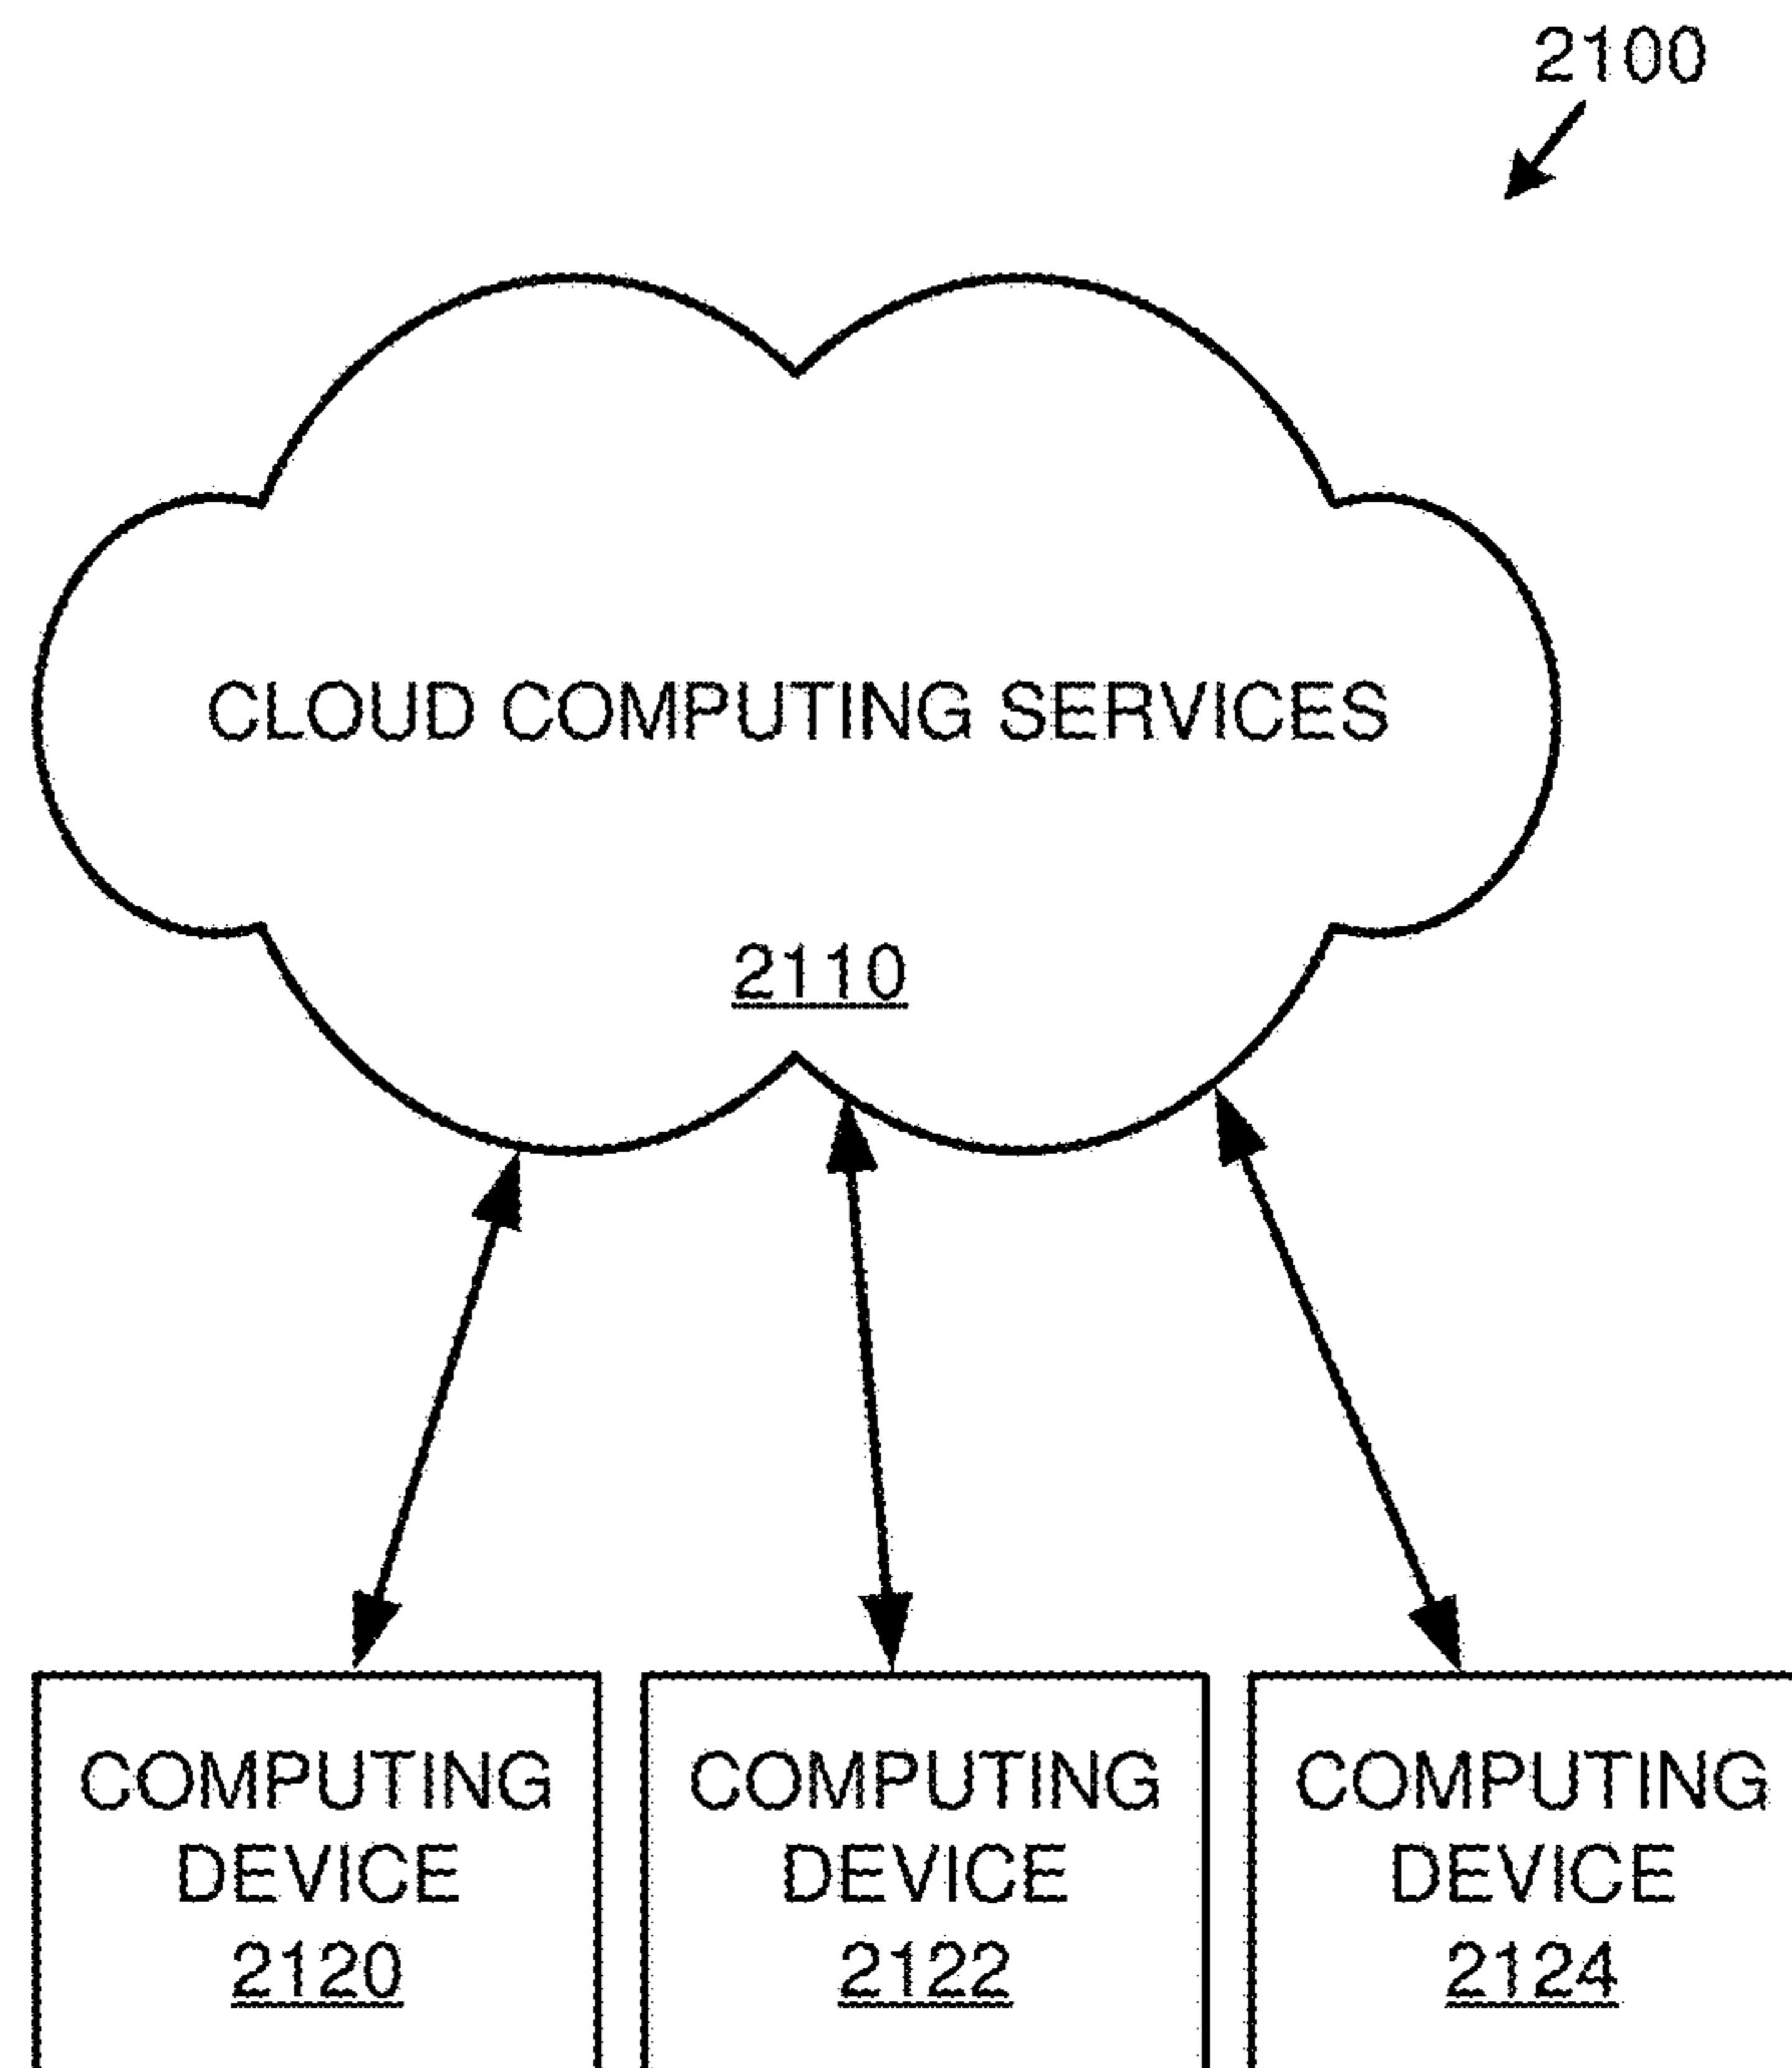 2100
CLOUD COMPUTING SERVICES
2110
COMPUTING
DEVICE
2120
COMPUTING
DEVICE
2122
COMPUTING
DEVICE
2124